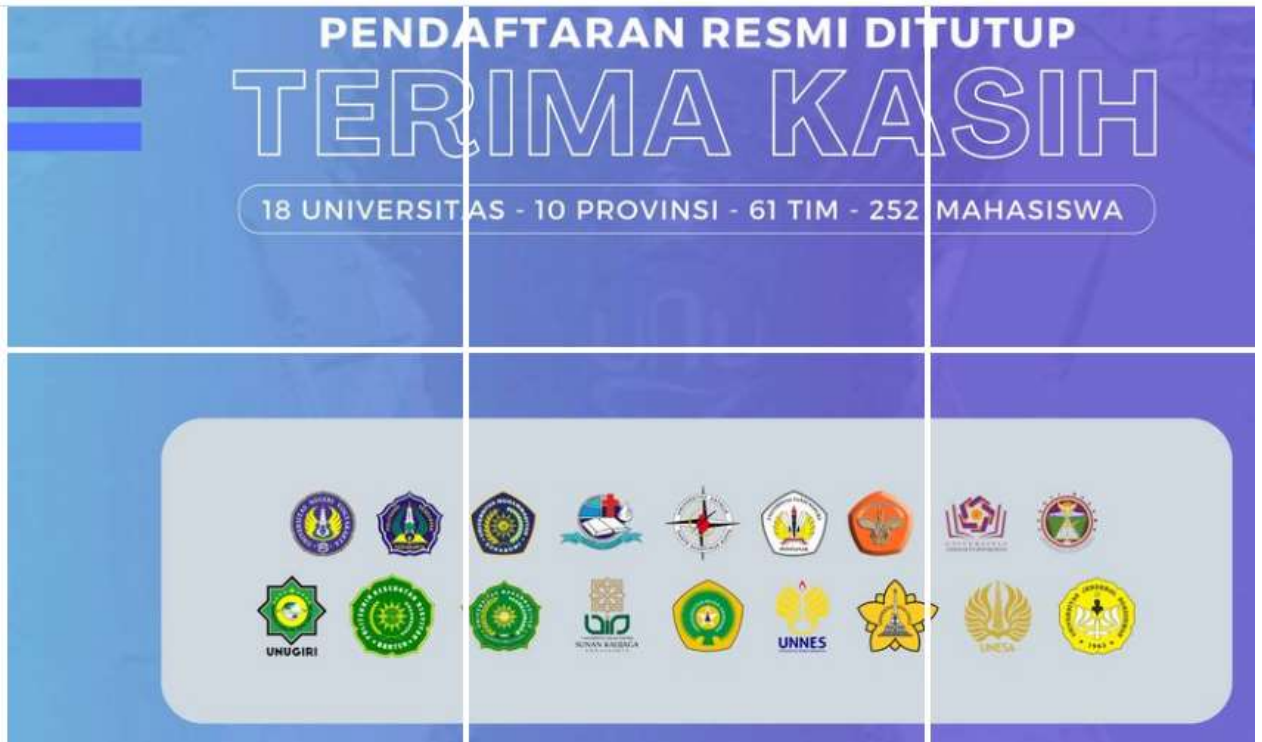 PENDAFTARAN RESMI DITUTUP
TERIMA KASIH
18 UNIVERSITAS - 10 PROVINSI - 61 TIM - 252 MAHASISWA
UNUGIRI
SUNAN KALIJAGA
UNNES
UNESA